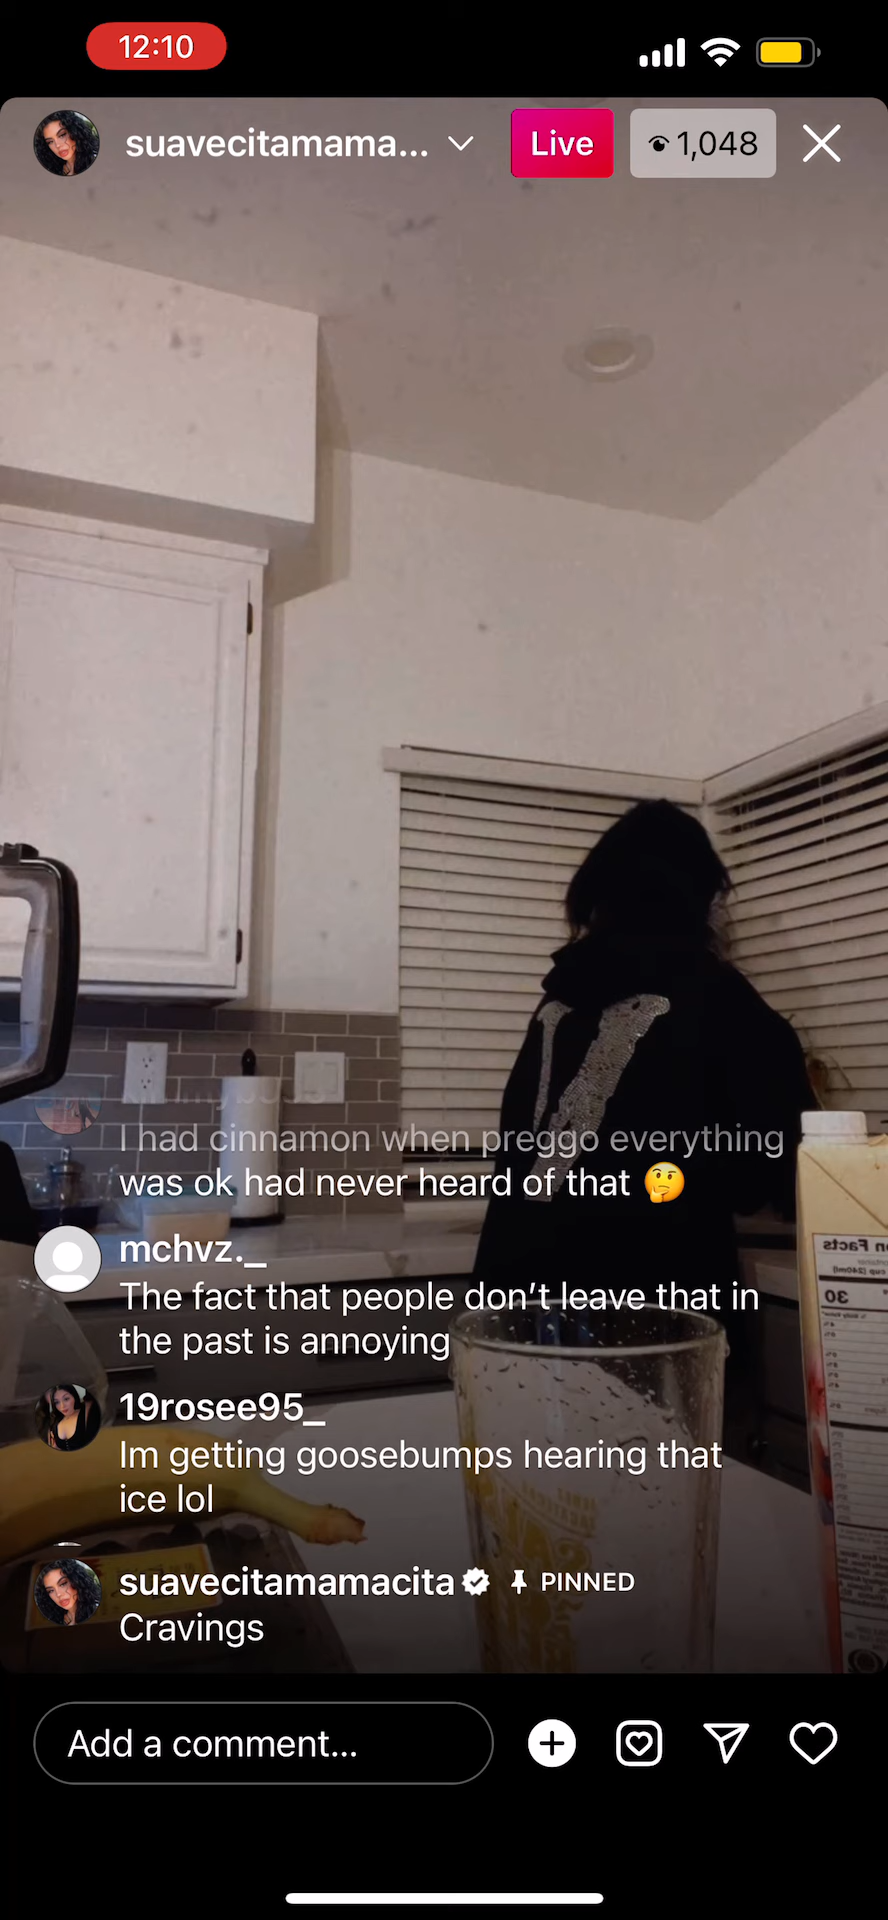 12:10
suavecitamama...
Live
1,048
I had cinnamon when preggo everything
was ok had never heard of that 🤔
mchvz._
The fact that people don’t leave that in
the past is annoying
19rosee95_
Im getting goosebumps hearing that
ice lol
suavecitamamacita PINNED
Cravings
Add a comment...